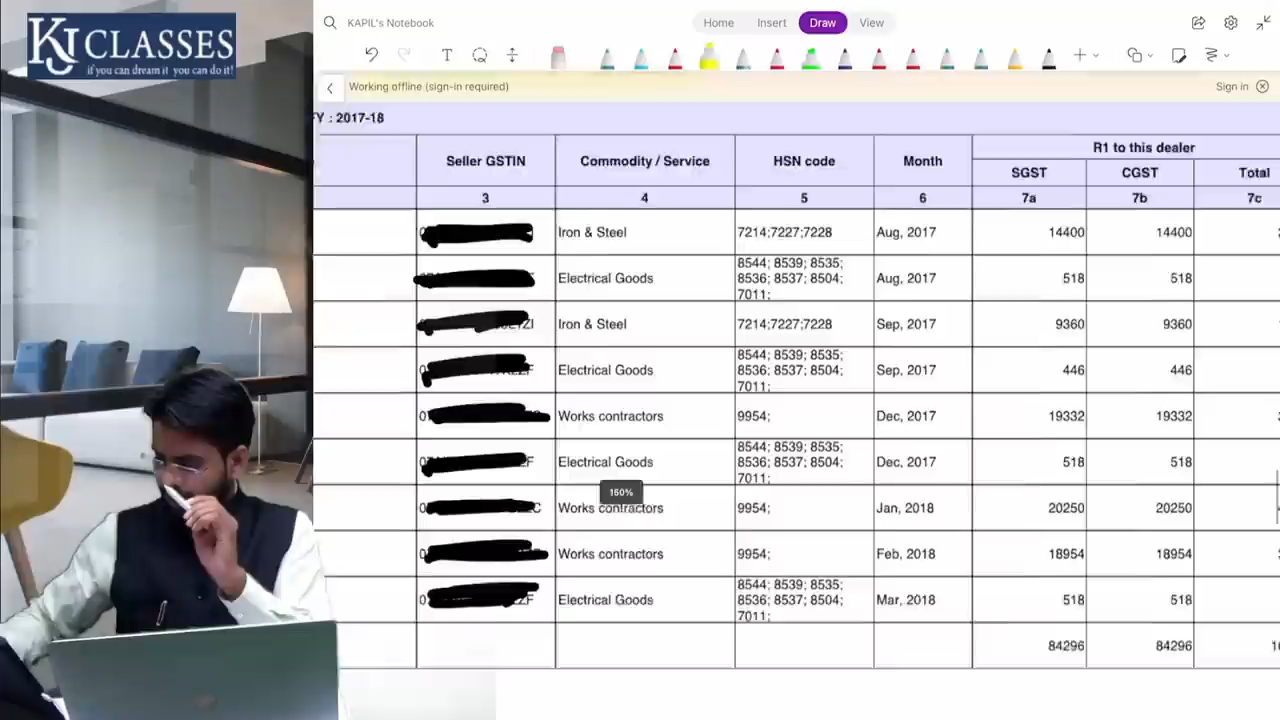 KJ CLASSES
if you can dream it you can do it!
KAPIL's Notebook
Home Insert Draw View
Working offline (sign-in required) Sign in
FY : 2017-18
Seller GSTIN Commodity / Service HSN code Month R1 to this dealer
SGST CGST Total
3 4 5 6 7a 7b 7c
Iron & Steel 7214;7227;7228 Aug, 2017 14400 14400
Electrical Goods 8544; 8539; 8535; 8536; 8537; 8504; 7011; Aug, 2017 518 518
Iron & Steel 7214;7227;7228 Sep, 2017 9360 9360
Electrical Goods 8544; 8539; 8535; 8536; 8537; 8504; 7011; Sep, 2017 446 446
Works contractors 9954; Dec, 2017 19332 19332
Electrical Goods 8544; 8539; 8535; 8536; 8537; 8504; 7011; Dec, 2017 518 518
150%
Works contractors 9954; Jan, 2018 20250 20250
Works contractors 9954; Feb, 2018 18954 18954
Electrical Goods 8544; 8539; 8535; 8536; 8537; 8504; 7011; Mar, 2018 518 518
84296 84296